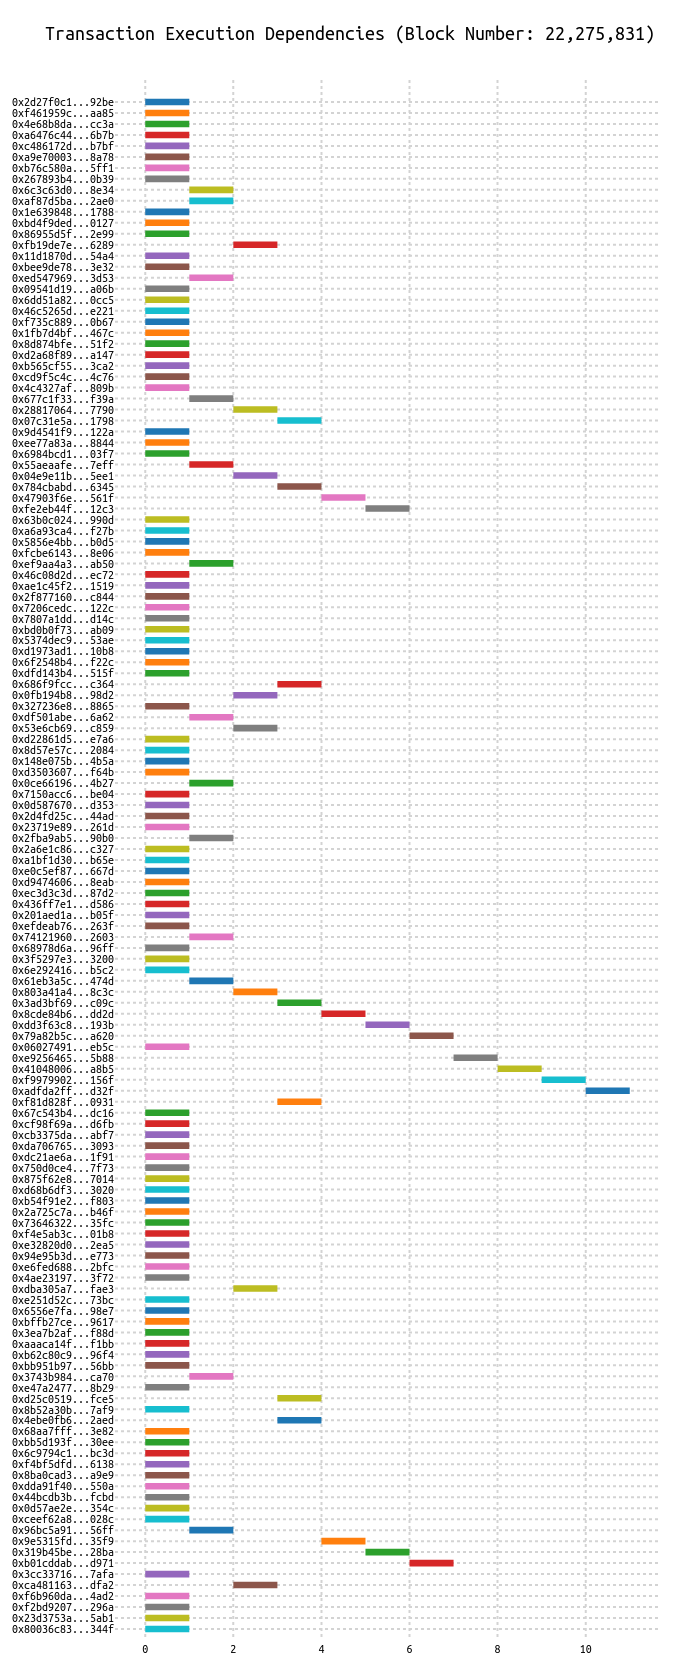 Transaction Execution Dependencies (Block Number: 22,275,831)
0x2d27f0c1...92be
0xf461959c...aa85
0x4e68b8da...cc3a
0xa6476c44...6b7b
0xc486172d...b7bf
0xa9e70003...8a78
0xb76c580a...5ff1
0x267893b4...0b39
0x6c3c63d0...8e34
0xaf87d5ba...2ae0
0x1e639848...1788
0xbd4f9ded...0127
0x86955d5f...2e99
0xfb19de7e...6289
0x11d1870d...54a4
0xbee9de78...3e32
0xed547969...3d53
0x09541d19...a06b
0x6dd51a82...0cc5
0x46c5265d...e221
0xf735c889...0b67
0x1fb7d4bf...467c
0x8d874bfe...51f2
0xd2a68f89...a147
0xb565cf55...3ca2
0xcd9f5c4c...4c76
0x4c4327af...809b
0x677c1f33...f39a
0x28817064...7790
0x07c31e5a...1798
0x9d4541f9...122a
0xee77a83a...8844
0x6984bcd1...03f7
0x55aeaafe...7eff
0x04e9e11b...5ee1
0x784cbabd...6345
0x47903f6e...561f
0xfe2eb44f...12c3
0x63b0c024...990d
0xa6a93ca4...f27b
0x5856e4bb...b0d5
0xfcbe6143...8e06
0xef9aa4a3...ab50
0x46c08d2d...ec72
0xae1c45f2...1519
0x2f877160...c844
0x7206cedc...122c
0x7807a1dd...d14c
0xbd0b0f73...ab09
0x5374dec9...53ae
0xd1973ad1...10b8
0x6f2548b4...f22c
0xdfd143b4...515f
0x686f9fcc...c364
0x0fb194b8...98d2
0x327236e8...8865
0xdf501abe...6a62
0x53e6cb69...c859
0xd22861d5...e7a6
0x8d57e57c...2084
0x148e075b...4b5a
0xd3503607...f64b
0x0ce66196...4b27
0x7150acc6...be04
0x0d587670...d353
0x2d4fd25c...44ad
0x23719e89...261d
0x2fba9ab5...90b0
0x2a6e1c86...c327
0xa1bf1d30...b65e
0xe0c5ef87...667d
0xd9474606...8eab
0xec3d3c3d...87d2
0x436ff7e1...d586
0x201aed1a...b05f
0xefdeab76...263f
0x74121960...2603
0x68978d6a...96ff
0x3f5297e3...3200
0x6e292416...b5c2
0x61eb3a5c...474d
0x803a41a4...8c3c
0x3ad3bf69...c09c
0x8cde84b6...dd2d
0xdd3f63c8...193b
0x79a82b5c...a620
0x06027491...eb5c
0xe9256465...5b88
0x41048006...a8b5
0xf9979902...156f
0xadfda2ff...d32f
0xf81d828f...0931
0x67c543b4...dc16
0xcf98f69a...d6fb
0xcb3375da...abf7
0xda706765...3093
0xdc21ae6a...1f91
0x750d0ce4...7f73
0x875f62e8...7014
0xd68b6df3...3020
0xb54f91e2...f803
0x2a725c7a...b46f
0x73646322...35fc
0xf4e5ab3c...01b8
0xe32820d0...2ea5
0x94e95b3d...e773
0xe6fed688...2bfc
0x4ae23197...3f72
0xdba305a7...fae3
0xe251d52c...73bc
0x6556e7fa...98e7
0xbffb27ce...9617
0x3ea7b2af...f88d
0xaaaca14f...f1bb
0xb62c80c9...96f4
0xbb951b97...56bb
0x3743b984...ca70
0xe47a2477...8b29
0xd25c0519...fce5
0x8b52a30b...7af9
0x4ebe0fb6...2aed
0x68aa7fff...3e82
0xbb5d193f...30ee
0x6c9794c1...bc3d
0xf4bf5dfd...6138
0x8ba0cad3...a9e9
0xdda91f40...550a
0x44bcdb3b...fcbd
0x0d57ae2e...354c
0xceef62a8...028c
0x96bc5a91...56ff
0x9e5315fd...35f9
0x319b45be...28ba
0xb01cddab...d971
0x3cc33716...7afa
0xca481163...dfa2
0xf6b960da...4ad2
0xf2bd9207...296a
0x23d3753a...5ab1
0x80036c83...344f
0 2 4 6 8 10